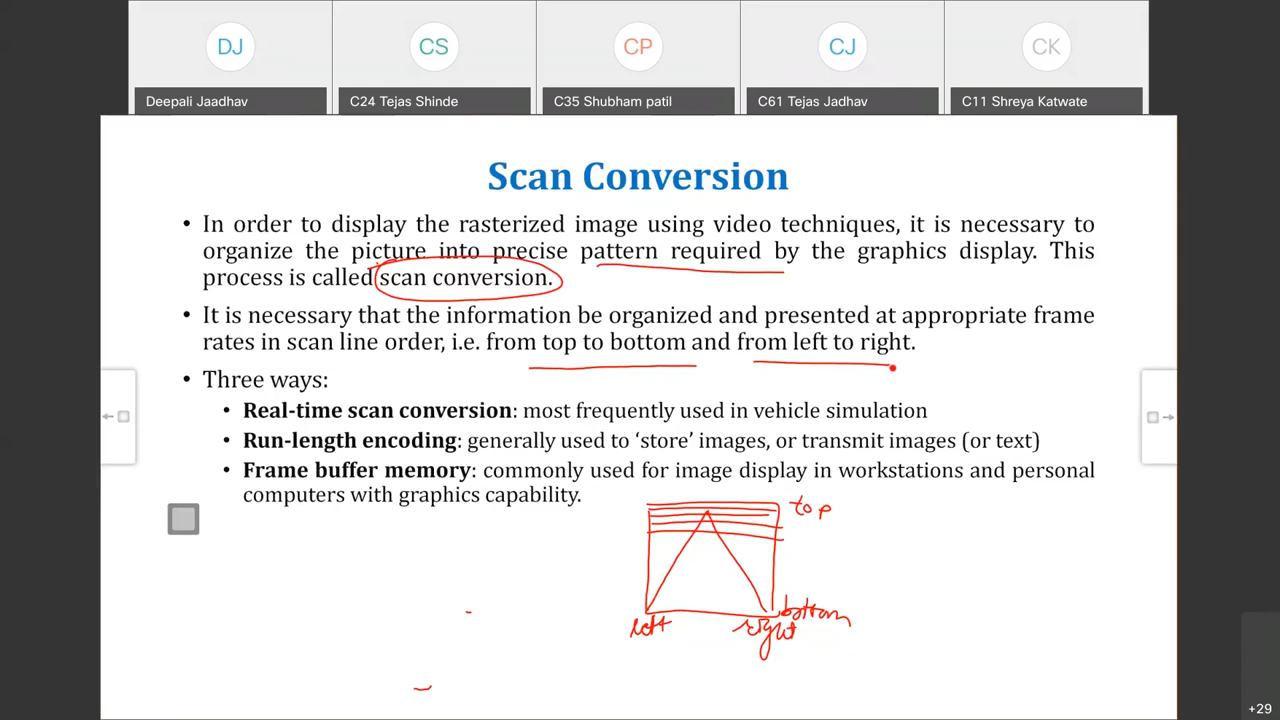 DJ
CS
CP
CJ
CK
Deepali Jaadhav
C24 Tejas Shinde
C35 Shubham patil
C61 Tejas Jadhav
C11 Shreya Katwate
Scan Conversion
• In order to display the rasterized image using video techniques, it is necessary to
organize the picture into precise pattern required by the graphics display. This
process is called scan conversion.
• It is necessary that the information be organized and presented at appropriate frame
rates in scan line order, i.e. from top to bottom and from left to right.
• Three ways:
• Real-time scan conversion: most frequently used in vehicle simulation
• Run-length encoding: generally used to ‘store’ images, or transmit images (or text)
• Frame buffer memory: commonly used for image display in workstations and personal
computers with graphics capability.
top
bottom
left
right
+29